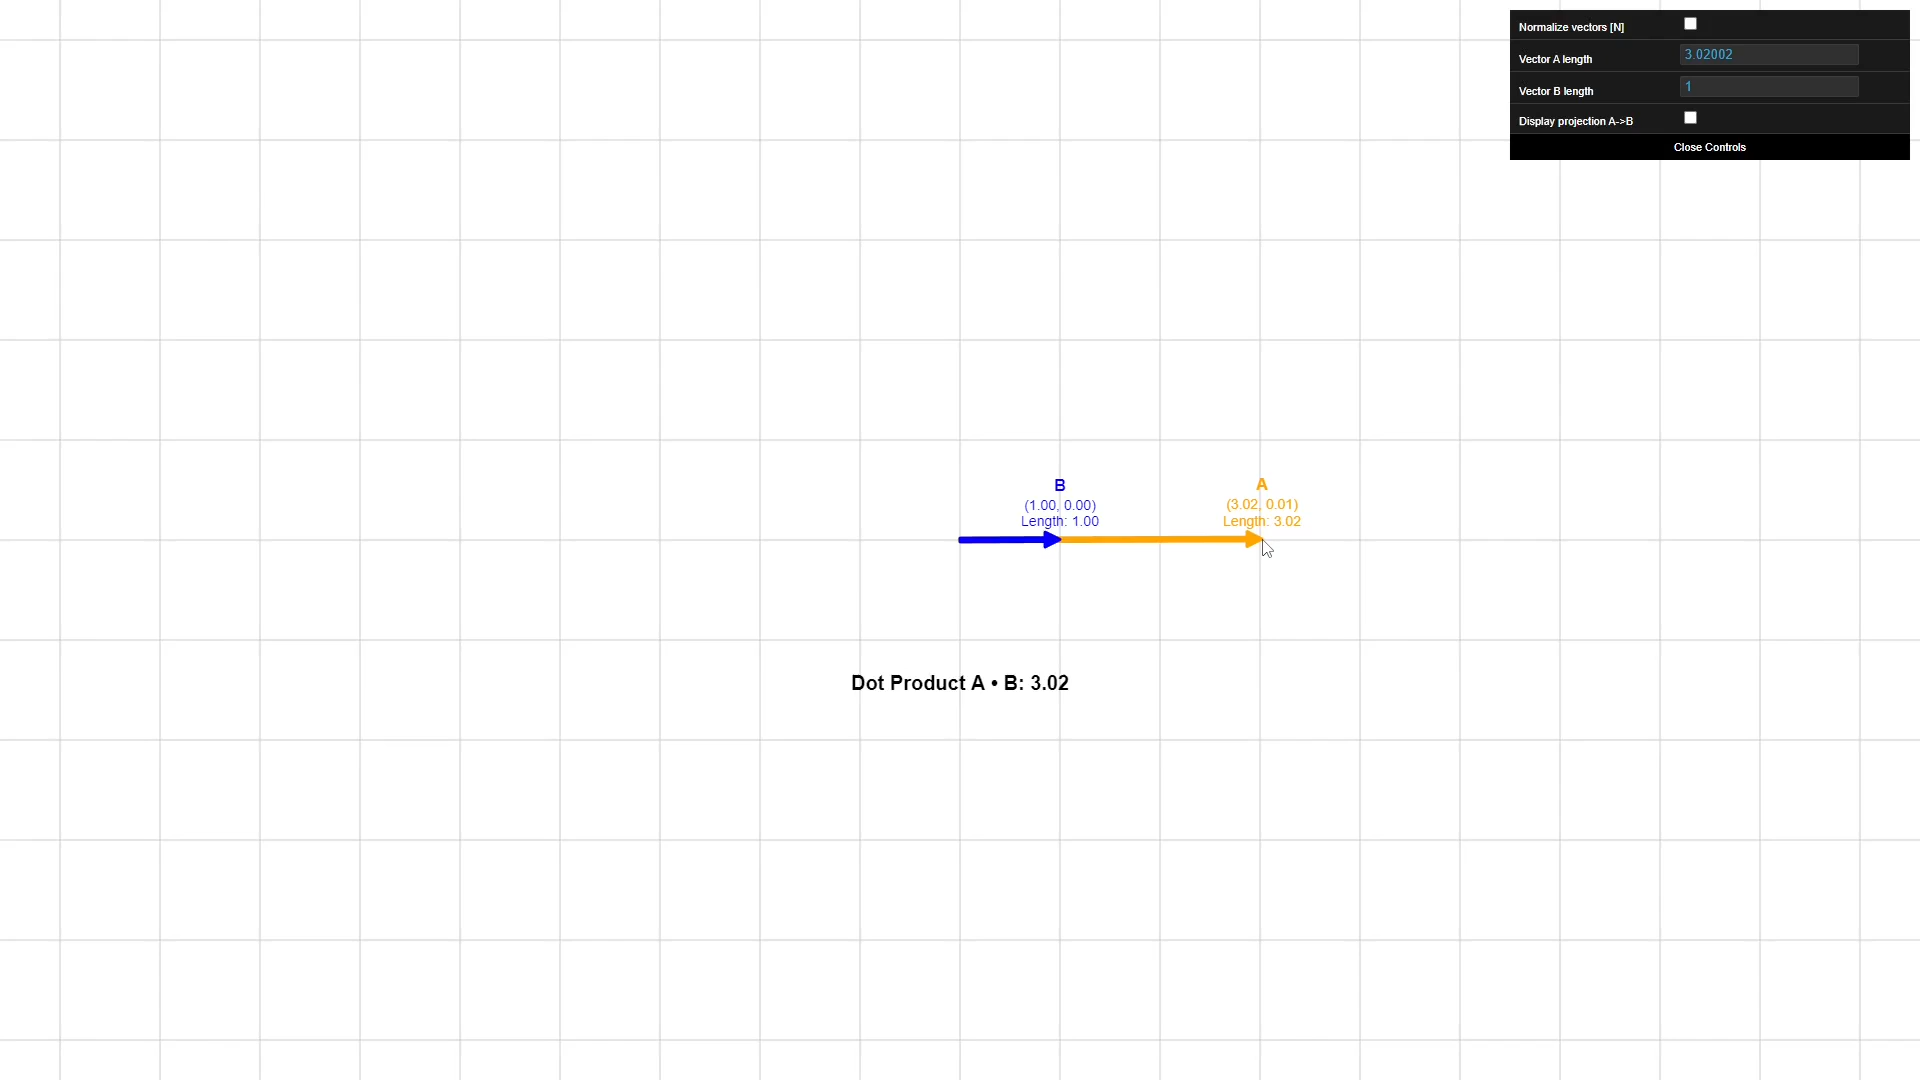 Normalize vectors [N]
Vector A length
3.02002
Vector B length
1
Display projection A->B
Close Controls
B
(1.00, 0.00)
Length: 1.00
A
(3.02, 0.01)
Length: 3.02
Dot Product A • B: 3.02